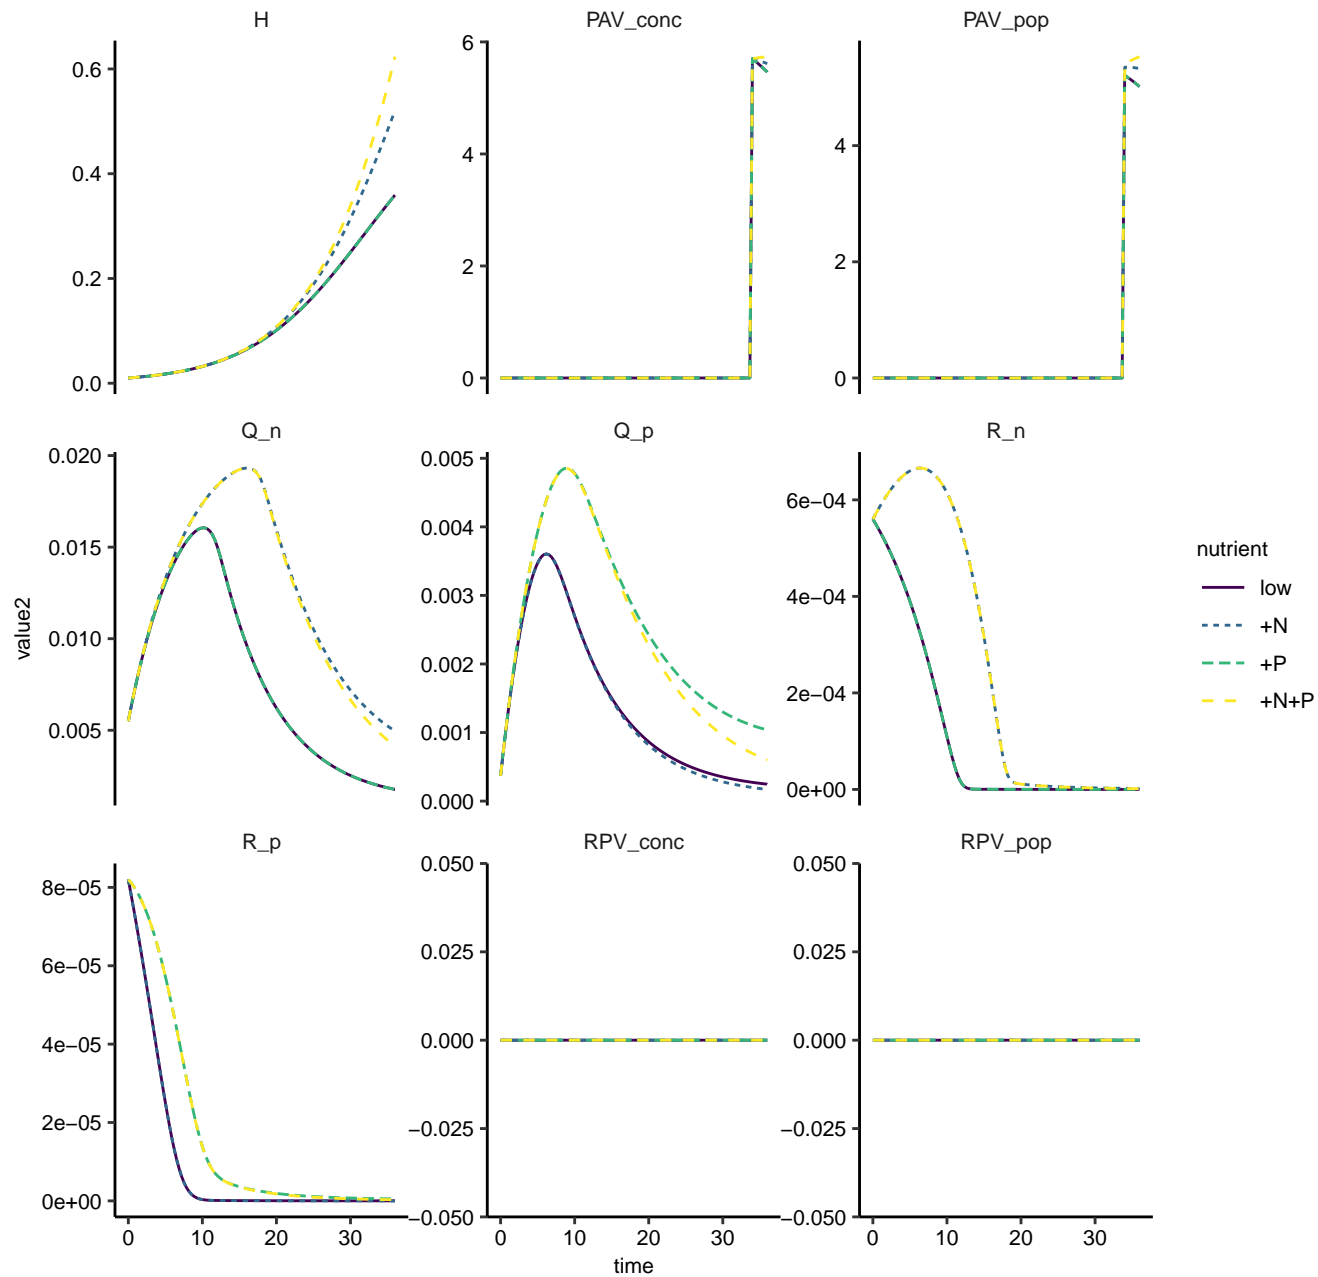 H
PAV_conc
PAV_pop
0.6
0.4
0.2
0.0
6
4
2
0
4
2
0
Q_n
Q_p
R_n
0.020
0.015
0.010
0.005
0.005
0.004
0.003
0.002
0.001
0.000
6e−04
4e−04
2e−04
0e+00
value2
nutrient
low
+N
+P
+N+P
R_p
RPV_conc
RPV_pop
8e−05
6e−05
4e−05
2e−05
0e+00
0.050
0.025
0.000
−0.025
−0.050
0.050
0.025
0.000
−0.025
−0.050
0 10 20 30
0 10 20 30
0 10 20 30
time